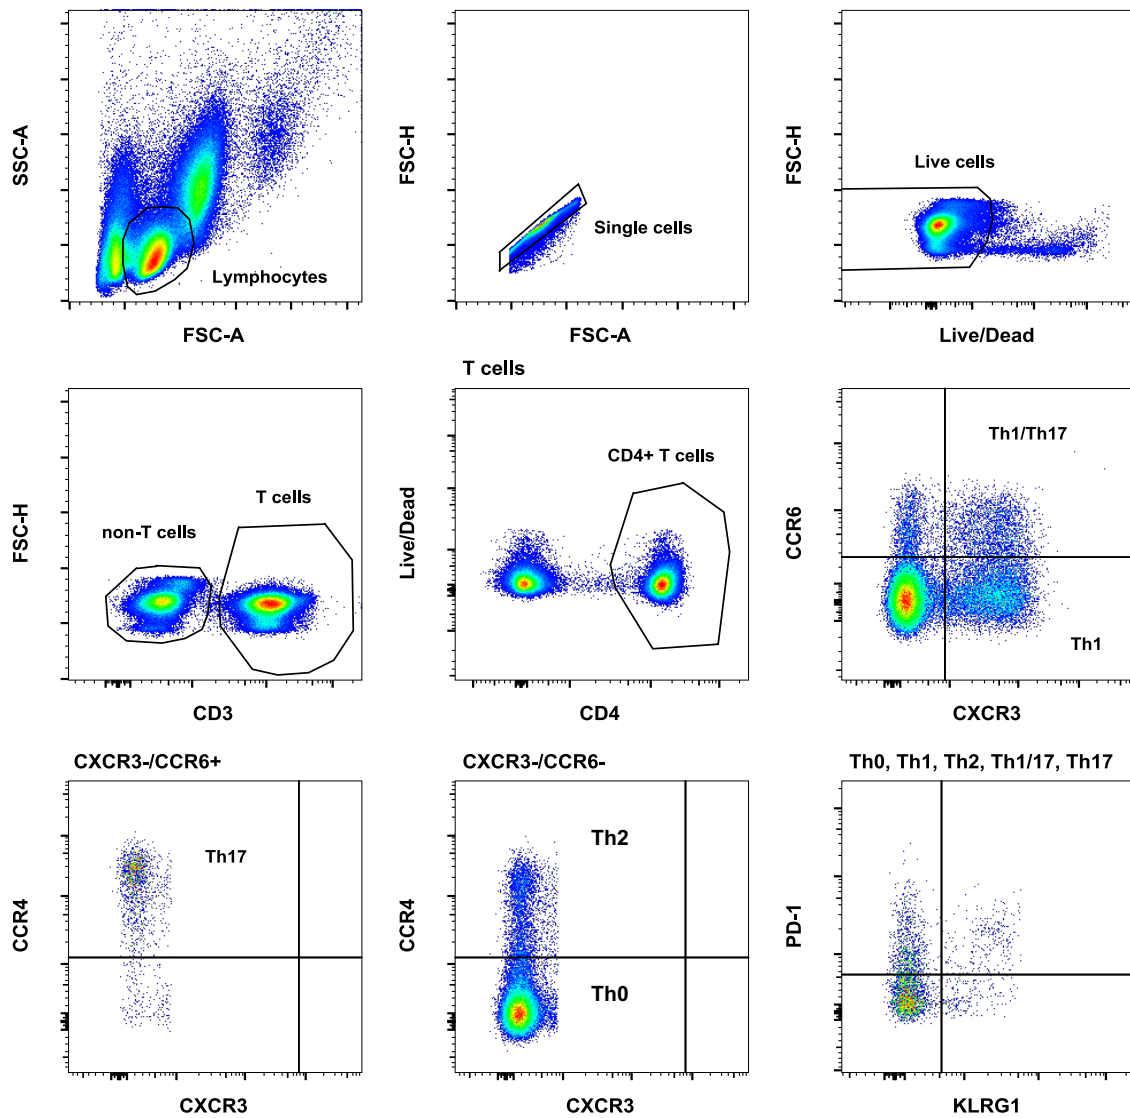 SSC-A
Lymphocytes
FSC-A
FSC-H
Single cells
FSC-A
FSC-H
Live cells
Live/Dead
FSC-H
non-T cells
T cells
CD3
T cells
Live/Dead
CD4+ T cells
CD4
CCR6
Th1/Th17
Th1
CXCR3
CXCR3-/CCR6+
CCR4
Th17
CXCR3
CXCR3-/CCR6-
CCR4
Th2
Th0
CXCR3
Th0, Th1, Th2, Th1/17, Th17
PD-1
KLRG1